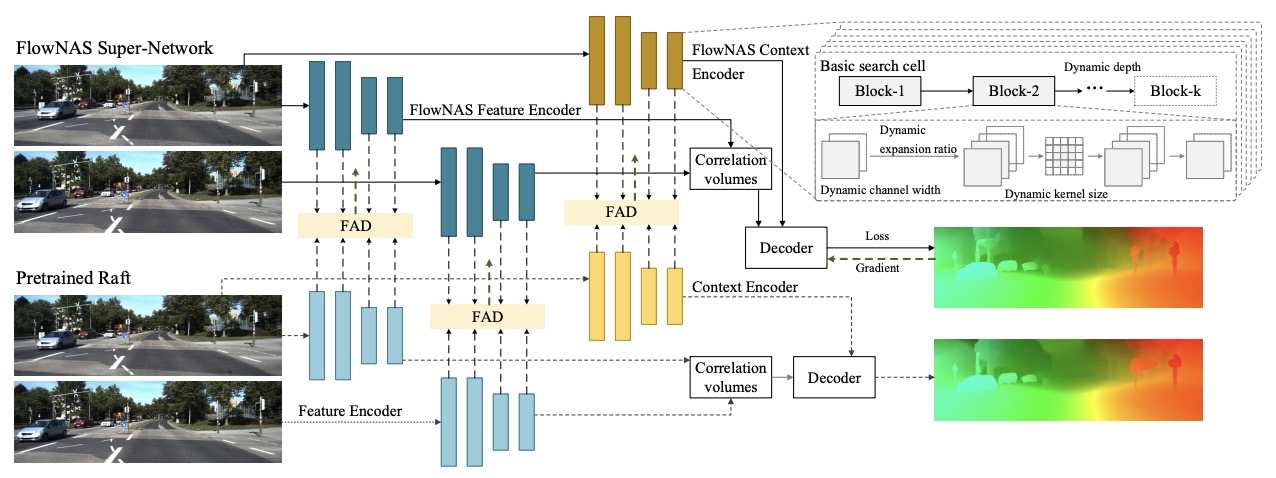 FlowNAS Super-Network
FlowNAS Feature Encoder
FlowNAS Context
Encoder
Basic search cell
Block-1
Block-2
Dynamic depth
...
Block-k
Dynamic
expansion ratio
Dynamic channel width
Dynamic kernel size
Correlation
volumes
FAD
FAD
Decoder
Loss
Gradient
Pretrained Raft
FAD
Context Encoder
Correlation
volumes
Decoder
Feature Encoder